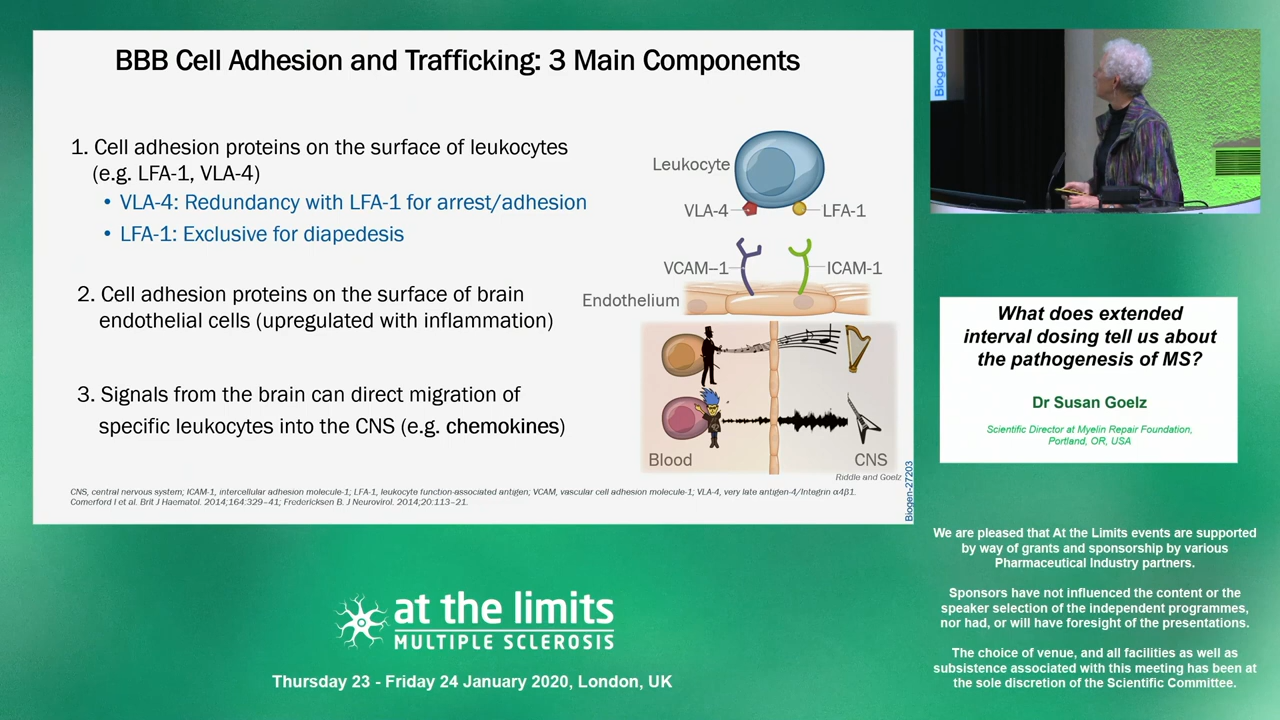 BBB Cell Adhesion and Trafficking: 3 Main Components
1. Cell adhesion proteins on the surface of leukocytes
(e.g. LFA-1, VLA-4)
• VLA-4: Redundancy with LFA-1 for arrest/adhesion
• LFA-1: Exclusive for diapedesis
2. Cell adhesion proteins on the surface of brain
endothelial cells (upregulated with inflammation)
3. Signals from the brain can direct migration of
specific leukocytes into the CNS (e.g. chemokines)
Leukocyte
VLA-4
LFA-1
VCAM–1
ICAM-1
Endothelium
Blood
CNS
Riddle and Goelz
CNS, central nervous system; ICAM-1, intercellular adhesion molecule-1; LFA-1, leukocyte function-associated antigen; VCAM, vascular cell adhesion molecule-1; VLA-4, very late antigen-4/Integrin α4β1.
Comerford I et al. Brit J Haematol. 2014;164:329–41; Fredericksen B. J Neurovirol. 2014;20:113–21.
Biogen-27203
Biogen-272
What does extended
interval dosing tell us about
the pathogenesis of MS?
Dr Susan Goelz
Scientific Director at Myelin Repair Foundation,
Portland, OR, USA
We are pleased that At the Limits events are supported
by way of grants and sponsorship by various
Pharmaceutical Industry partners.
Sponsors have not influenced the content or the
speaker selection of the independent programmes,
nor had, or will have foresight of the presentations.
The choice of venue, and all facilities as well as
subsistence associated with this meeting has been at
the sole discretion of the Scientific Committee.
at the limits
MULTIPLE SCLEROSIS
Thursday 23 - Friday 24 January 2020, London, UK